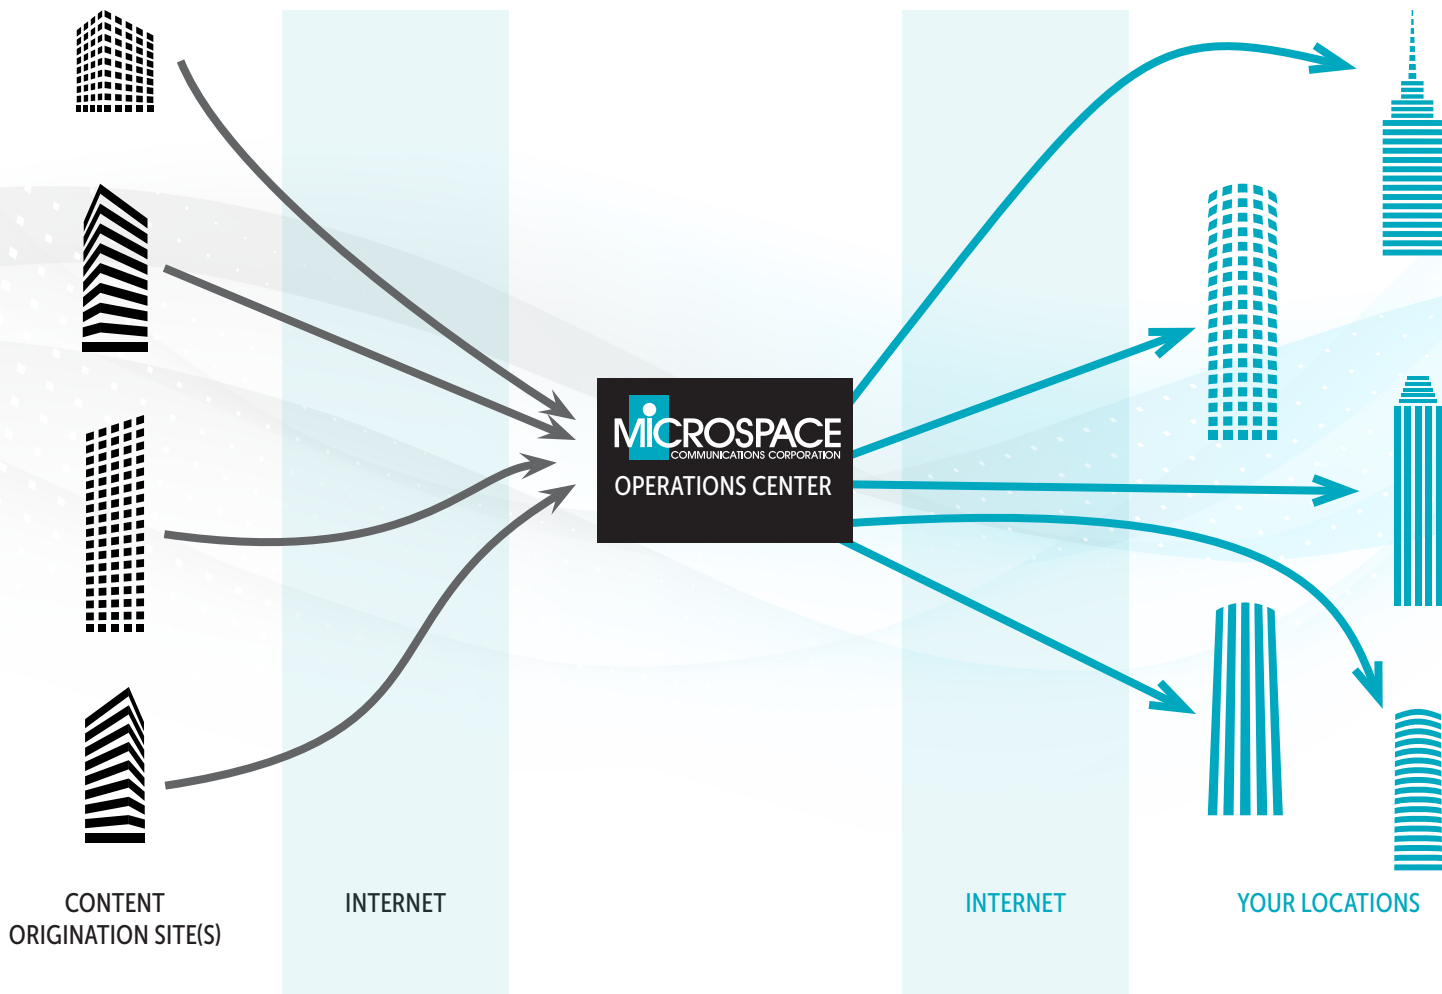 MICROSPACE
COMMUNICATIONS CORPORATION
OPERATIONS CENTER
CONTENT
ORIGINATION SITE(S)
INTERNET
INTERNET
YOUR LOCATIONS